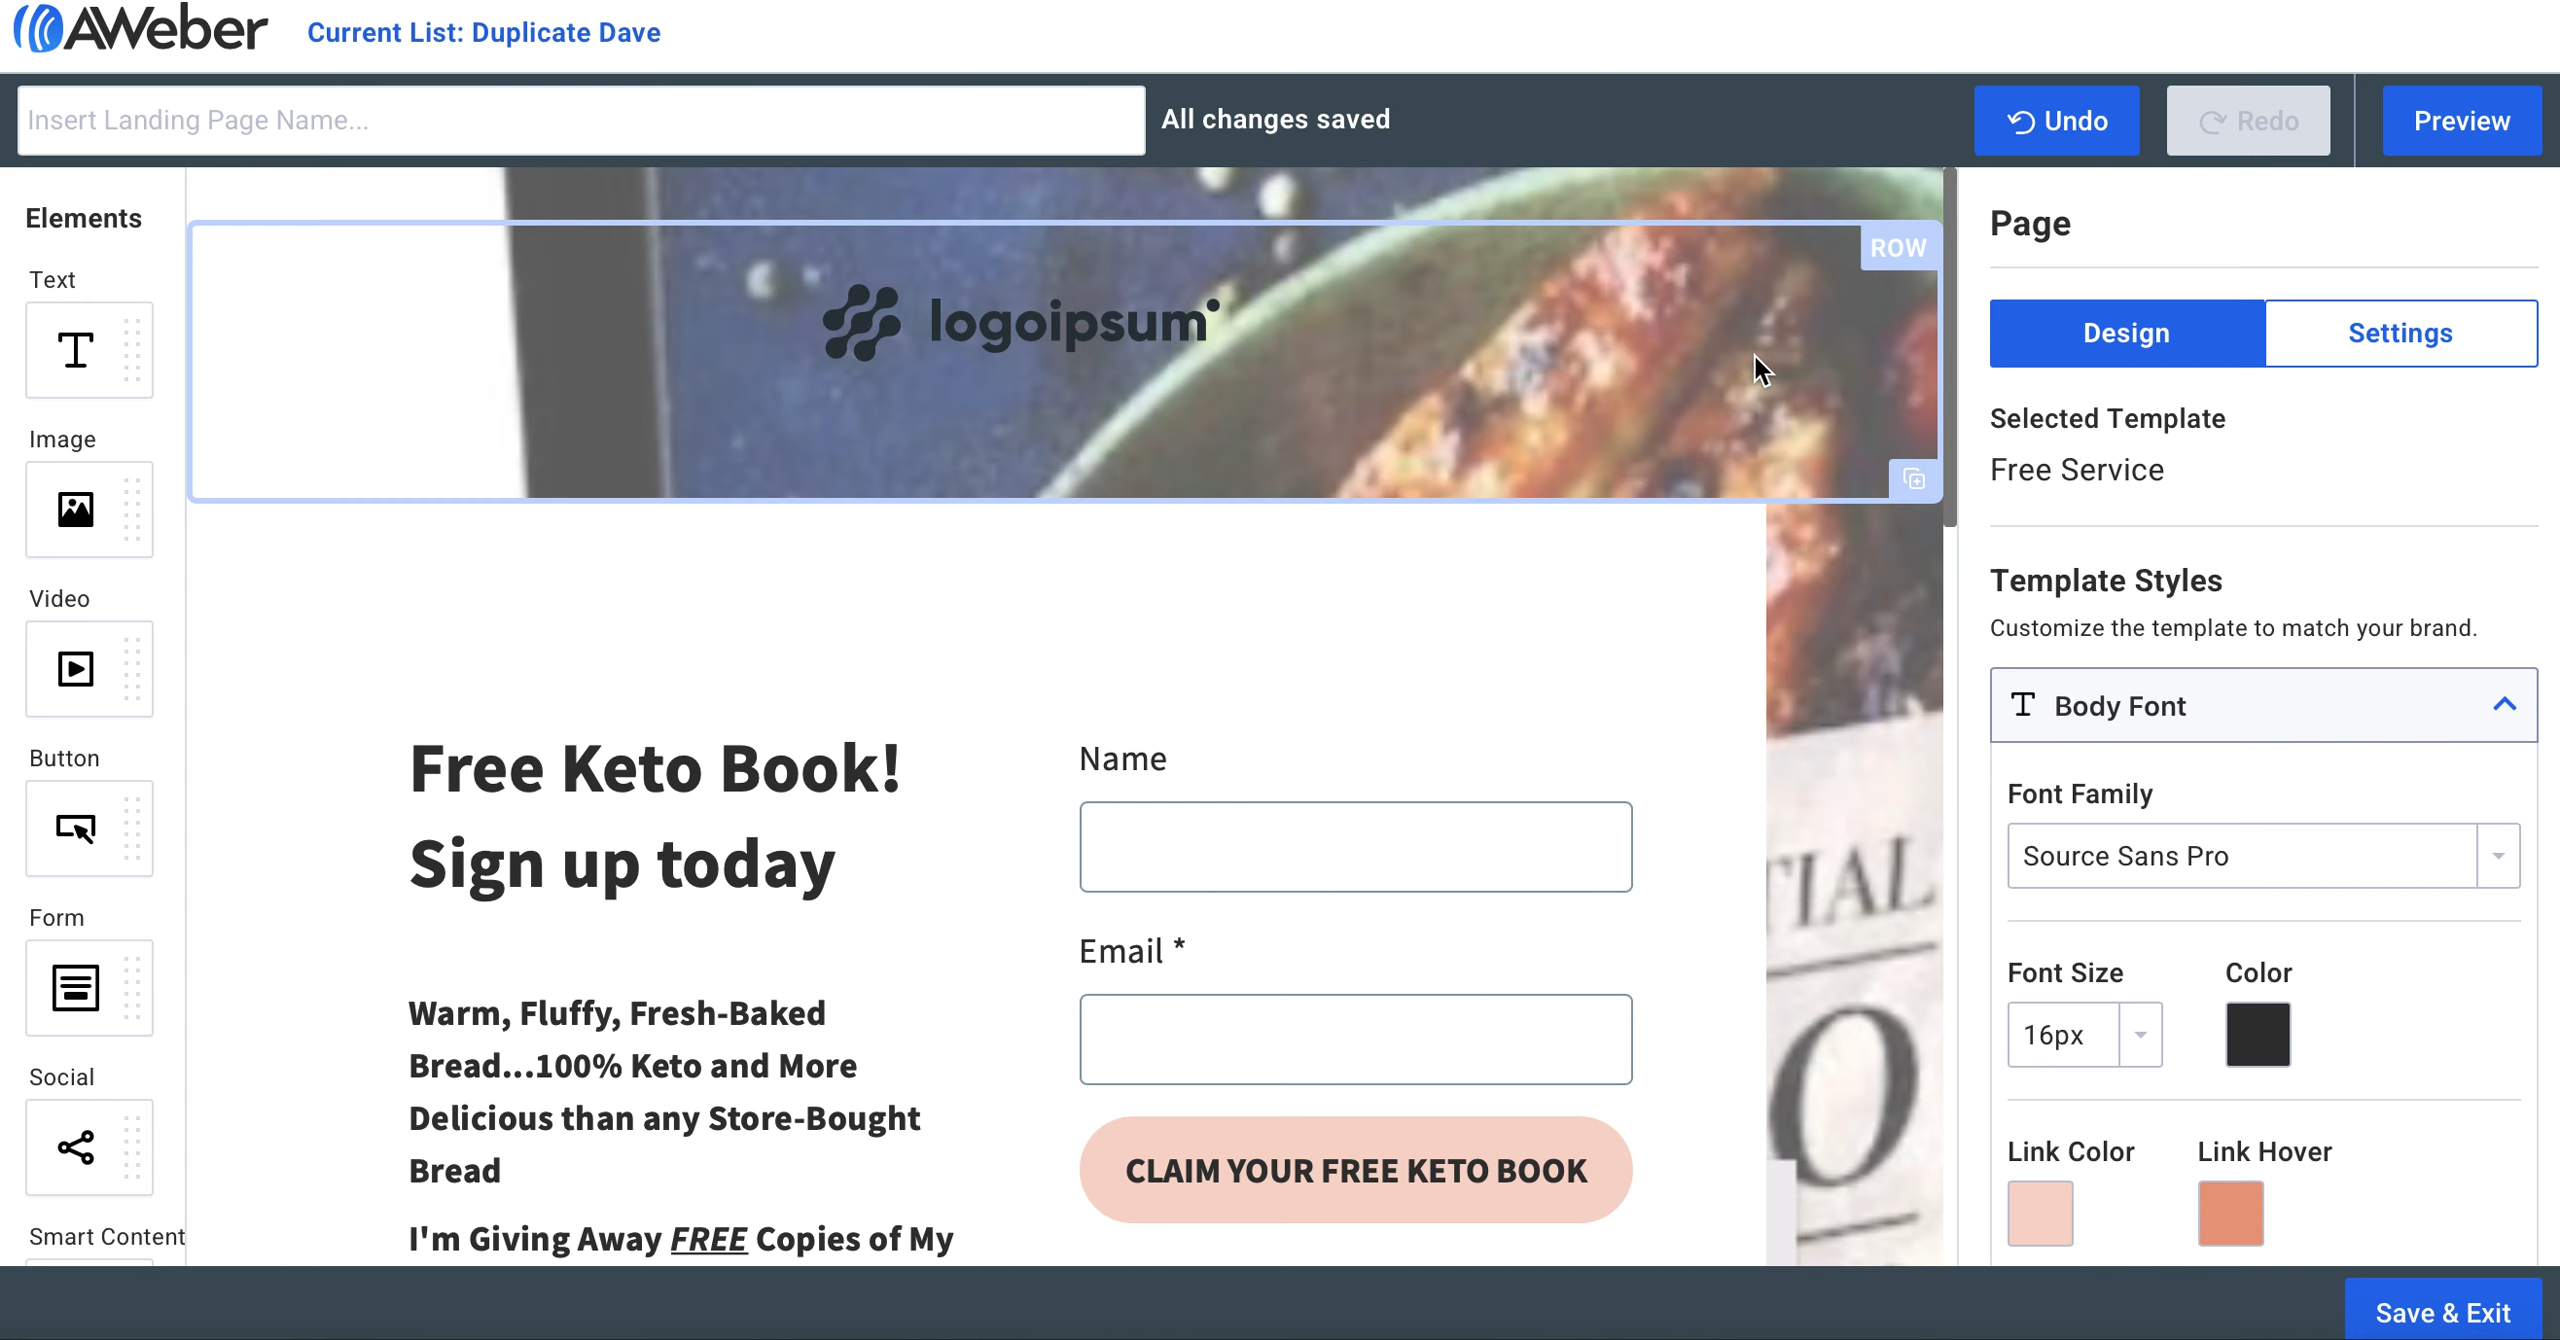 AWeber
Current List: Duplicate Dave
Insert Landing Page Name...
All changes saved
Undo
Redo
Preview
Elements
Text
Image
Video
Button
Form
Social
Smart Content
ROW
logoipsum
Free Keto Book!
Sign up today
Warm, Fluffy, Fresh-Baked
Bread...100% Keto and More
Delicious than any Store-Bought
Bread
I'm Giving Away FREE Copies of My
Name
Email *
CLAIM YOUR FREE KETO BOOK
TIAL
O
Page
Design
Settings
Selected Template
Free Service
Template Styles
Customize the template to match your brand.
Body Font
Font Family
Source Sans Pro
Font Size
Color
16px
Link Color
Link Hover
Save & Exit